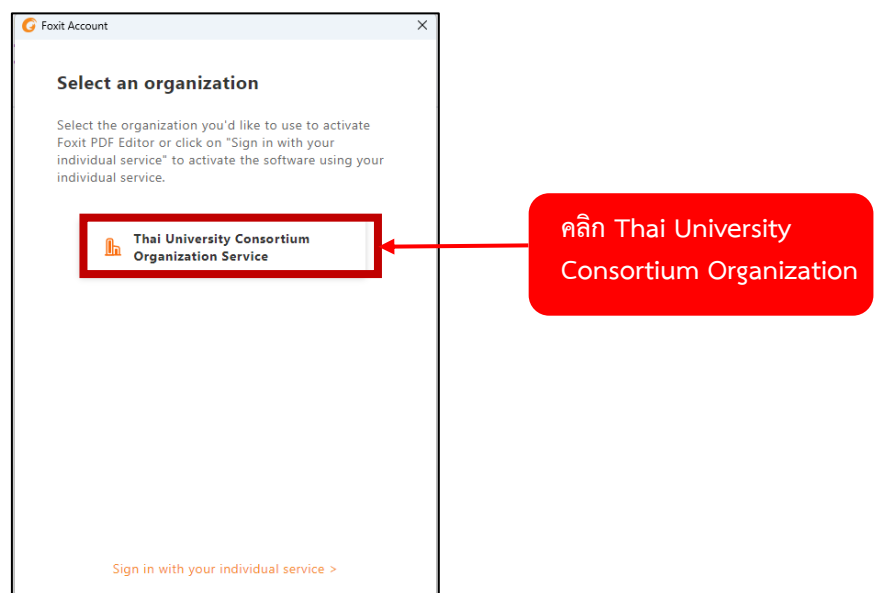 Foxit Account
Select an organization
Select the organization you'd like to use to activate
Foxit PDF Editor or click on "Sign in with your
individual service" to activate the software using your
individual service.
Thai University Consortium
Organization Service
คลิก Thai University
Consortium Organization
Sign in with your individual service >